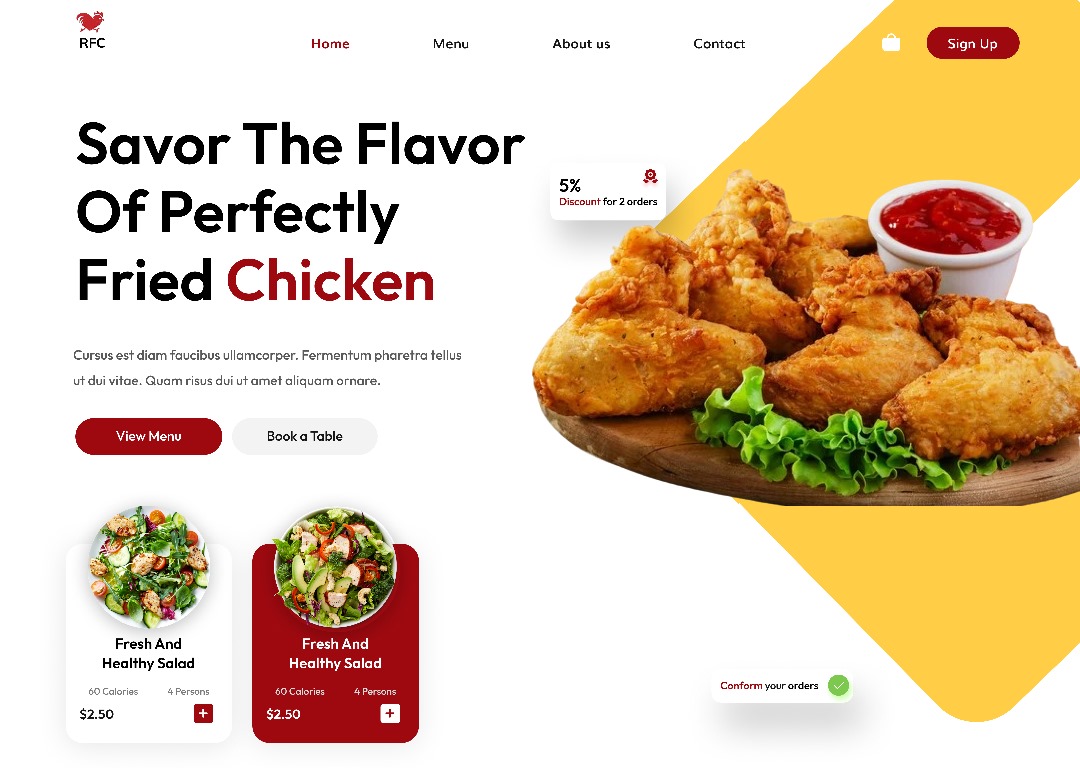 RFC
Home
Menu
About us
Contact
Sign Up
Savor The Flavor
Of Perfectly
Fried Chicken
5%
Discount for 2 orders
Cursus est diam faucibus ullamcorper. Fermentum pharetra tellus
ut dui vitae. Quam risus dui ut amet aliquam ornare.
View Menu
Book a Table
Fresh And
Healthy Salad
60 Calories
4 Persons
$2.50
+
Fresh And
Healthy Salad
60 Calories
4 Persons
$2.50
+
Conform your orders